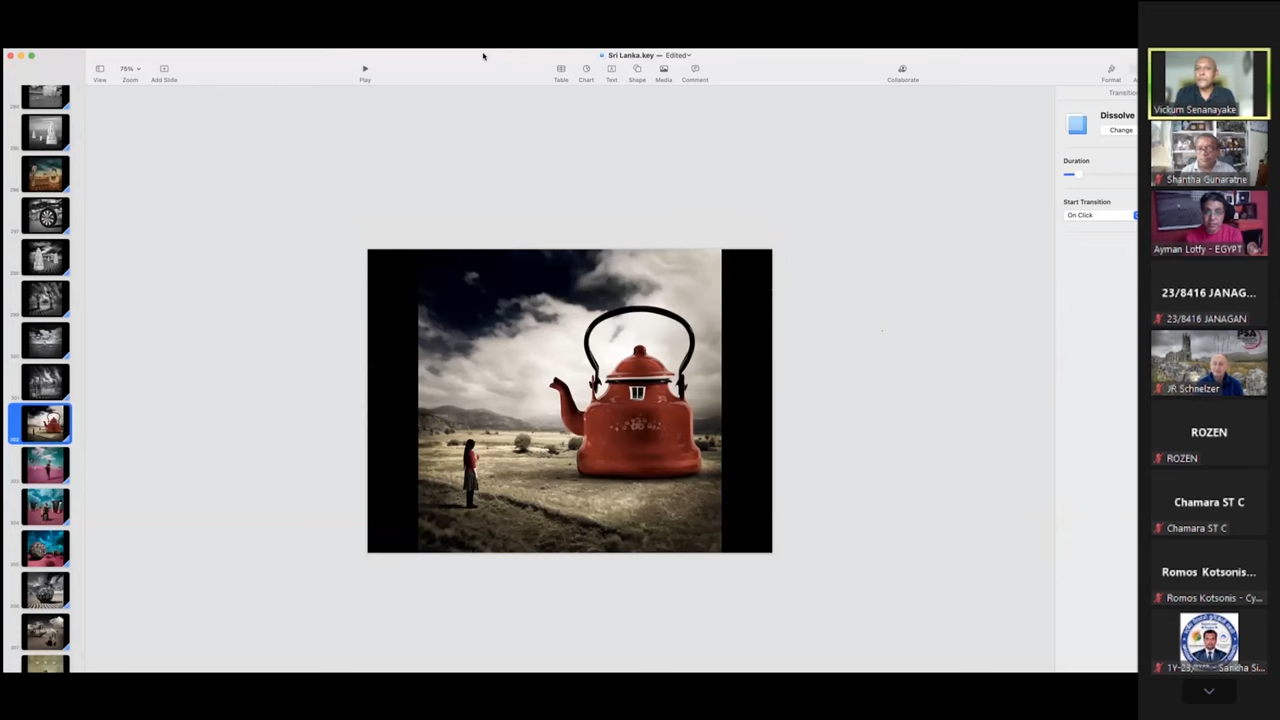 Sri Lanka.key — Edited
View
75%
Zoom
Add Slide
Play
Table
Chart
Text
Shape
Media
Comment
Collaborate
Format
Dissolve
Change
Duration
Start Transition
On Click
Vickum Senanayake
Shantha Gunaratne
Ayman Lotfy - EGYPT
23/8416 JANAG...
23/8416 JANAGAN
PSA
JR Schnelzer
ROZEN
ROZEN
Chamara ST C
Chamara ST C
Romos Kotsonis...
Romos Kotsonis - Cy...